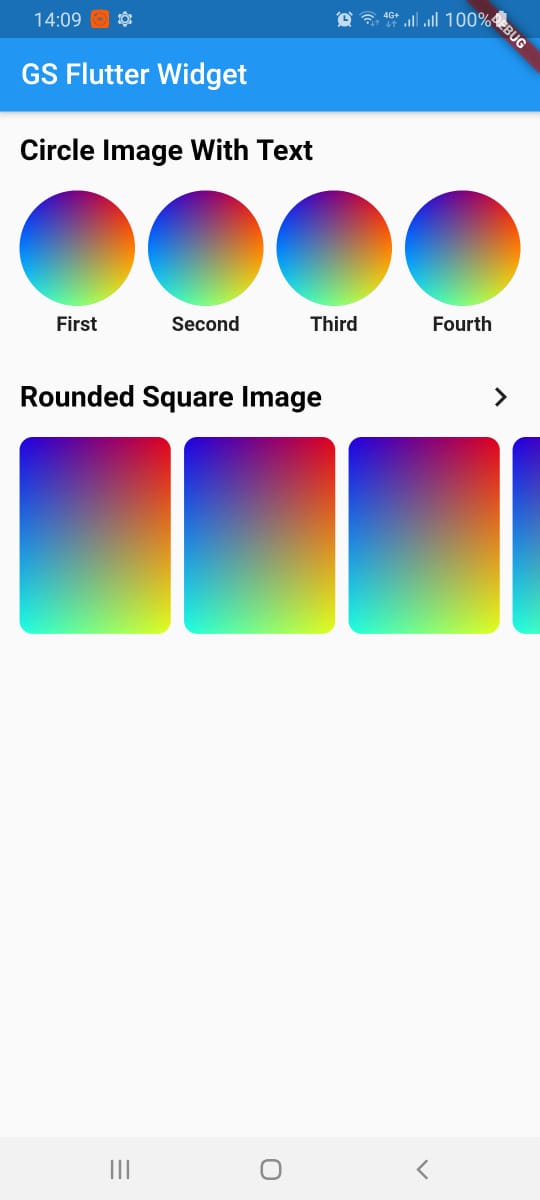 14:09 4G+ 100%
DEBUG
GS Flutter Widget
Circle Image With Text
First Second Third Fourth
Rounded Square Image